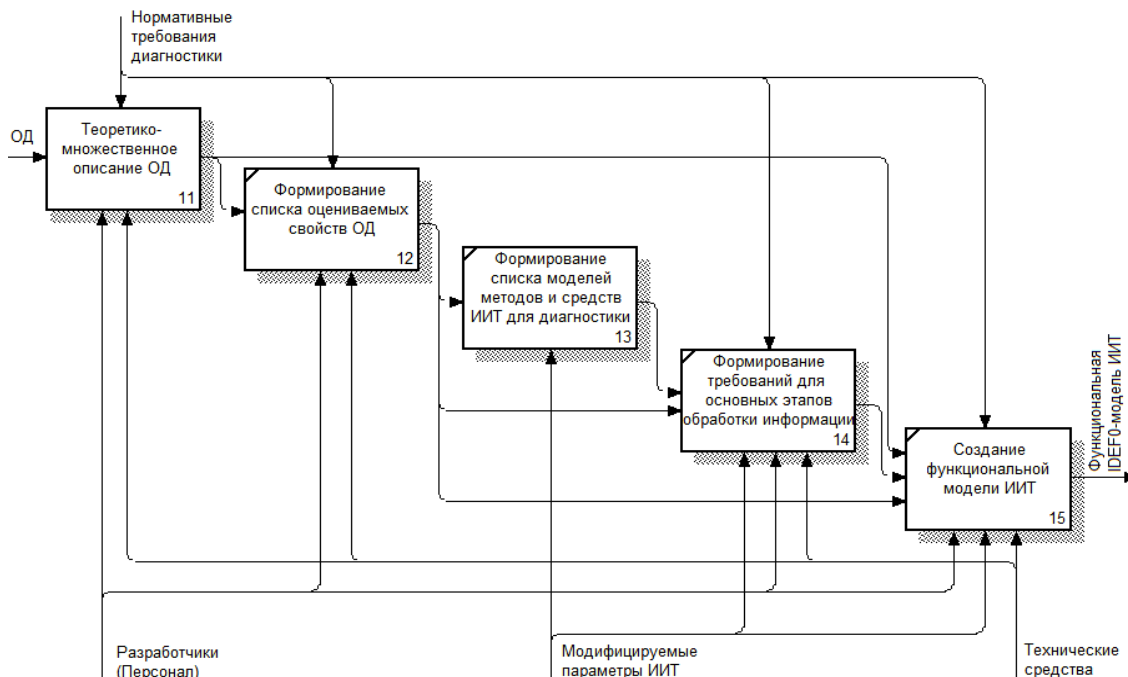 Нормативные
требования
диагностики
ОД
Теоретико-
множественное
описание ОД
11
Формирование
списка оцениваемых
свойств ОД
12
Формирование
списка моделей
методов и средств
ИИТ для диагностики
13
Формирование
требований для
основных этапов
обработки информации
14
Создание
функциональной
модели ИИТ
15
Функциональная
IDEF0-модель ИИТ
Разработчики
(Персонал)
Модифицируемые
параметры ИИТ
Технические
средства